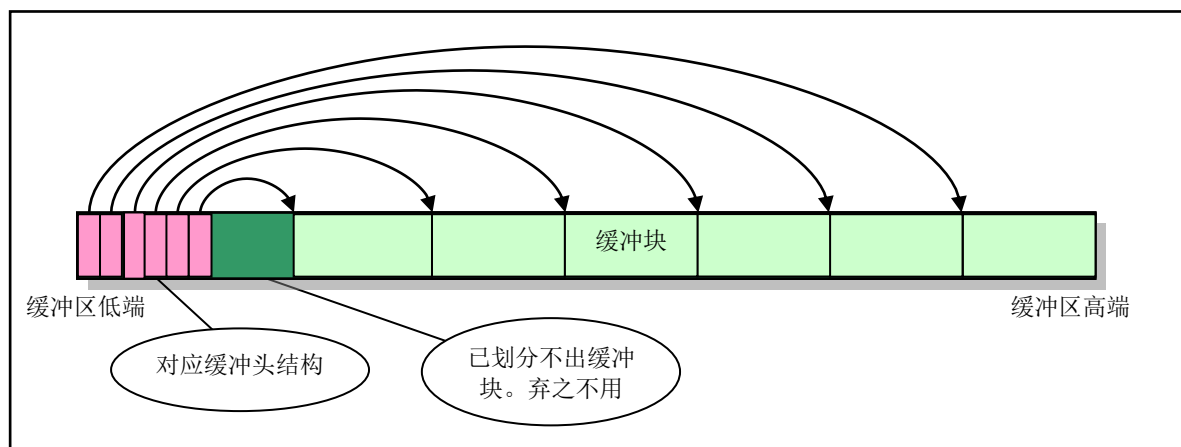 缓冲块
缓冲区低端
缓冲区高端
对应缓冲头结构
已划分不出缓冲
块。弃之不用